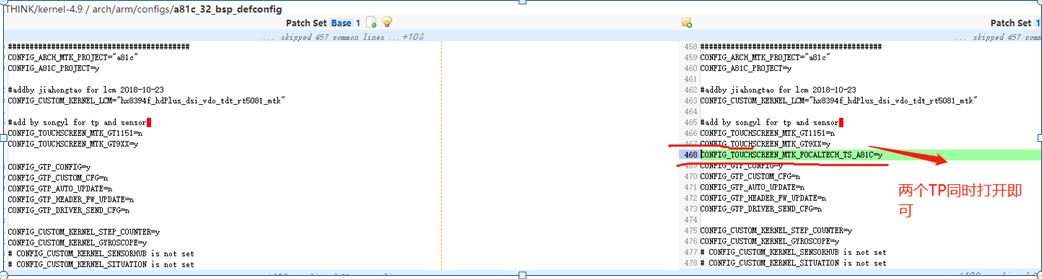 THINK/kernel-4.9 / arch/arm/configs/a81c_32_bsp_defconfig
Patch Set Base 1
Patch Set 1
... skipped 457 common lines ...+10⇩
... skipped 457 common
########################################
CONFIG_ARCH_MTK_PROJECT="a81c"
CONFIG_A81C_PROJECT=y
#addby jiahongtao for lcm 2018-10-23
CONFIG_CUSTOM_KERNEL_LCM="hx8394f_hdPlus_dsi_vdo_tdt_rt5081_mtk"
#add by songyl for tp and sensor
CONFIG_TOUCHSCREEN_MTK_GT1151=n
CONFIG_TOUCHSCREEN_MTK_GT9XX=y
CONFIG_GTP_CONFIG=y
CONFIG_GTP_CUSTOM_CFG=n
CONFIG_GTP_AUTO_UPDATE=n
CONFIG_GTP_HEADER_FW_UPDATE=n
CONFIG_GTP_DRIVER_SEND_CFG=n
CONFIG_CUSTOM_KERNEL_STEP_COUNTER=y
CONFIG_CUSTOM_KERNEL_GYROSCOPE=y
# CONFIG_CUSTOM_KERNEL_SENSORHUB is not set
# CONFIG_CUSTOM_KERNEL_SITUATION is not set
458 ########################################
459 CONFIG_ARCH_MTK_PROJECT="a81c"
460 CONFIG_A81C_PROJECT=y
461
462 #addby jiahongtao for lcm 2018-10-23
463 CONFIG_CUSTOM_KERNEL_LCM="hx8394f_hdPlus_dsi_vdo_tdt_rt5081_mtk"
464
465 #add by songyl for tp and sensor
466 CONFIG_TOUCHSCREEN_MTK_GT1151=n
467 CONFIG_TOUCHSCREEN_MTK_GT9XX=y
468 CONFIG_TOUCHSCREEN_MTK_FOCALTECH_TS_A81C=y
469 CONFIG_GTP_CONFIG=y
470 CONFIG_GTP_CUSTOM_CFG=n
471 CONFIG_GTP_AUTO_UPDATE=n
472 CONFIG_GTP_HEADER_FW_UPDATE=n
473 CONFIG_GTP_DRIVER_SEND_CFG=n
474
475 CONFIG_CUSTOM_KERNEL_STEP_COUNTER=y
476 CONFIG_CUSTOM_KERNEL_GYROSCOPE=y
477 # CONFIG_CUSTOM_KERNEL_SENSORHUB is not set
478 # CONFIG_CUSTOM_KERNEL_SITUATION is not set
两个TP同时打开即
可